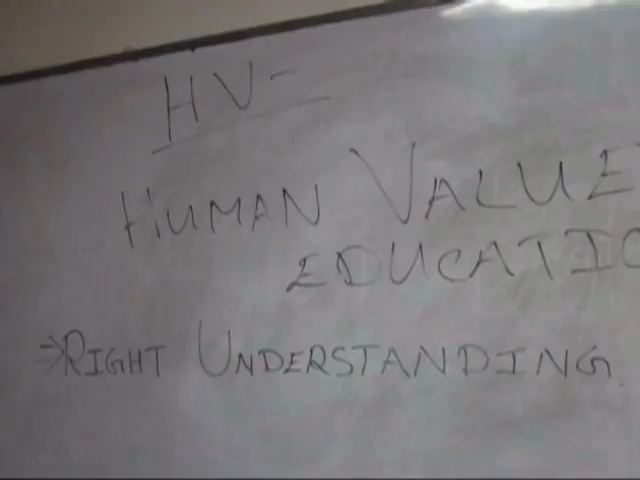 HV-
HUMAN VALUE
EDUCATIO
⇒RIGHT UNDERSTANDING